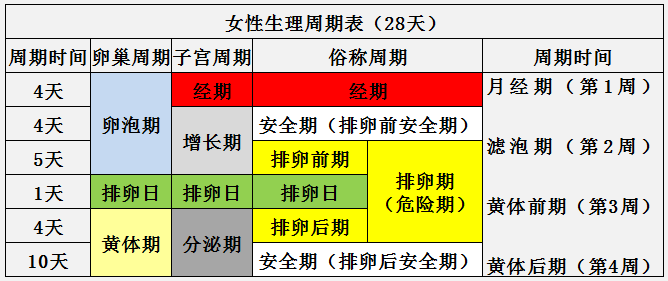 女性生理周期表（28天）
周期时间 卵巢周期 子宫周期 俗称周期 周期时间
4天 卵泡期 经期 经期 月经期（第1周）
4天 增长期 安全期（排卵前安全期）
5天 排卵前期 排卵期 滤泡期（第2周）
（危险期）
1天 排卵日 排卵日 排卵日
4天 黄体期 分泌期 排卵后期 黄体前期（第3周）
10天 安全期（排卵后安全期） 黄体后期（第4周）